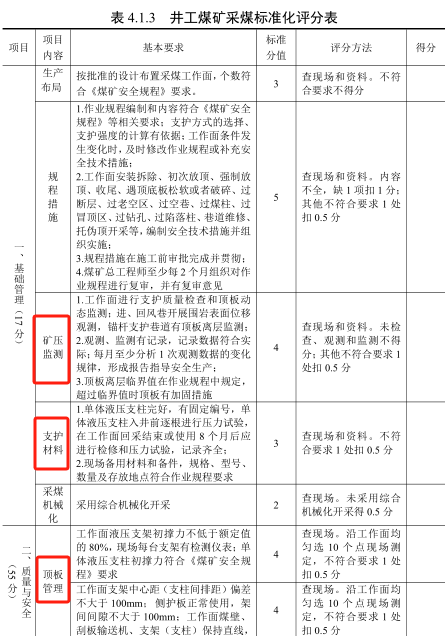 表 4.1.3 井工煤矿采煤标准化评分表
项目
项目
内容
基本要求
标准
分值
评分方法
得分
一、基础管理（17分）
生产
布局
按批准的设计布置采煤工作面，个数符
合《煤矿安全规程》要求。
3
查现场和资料。不符
合要求不得分
规
程
措
施
1.作业规程编制和内容符合《煤矿安全
规程》等相关要求；支护方式的选择、
支护强度的计算有依据；工作面条件发
生变化时，及时修改作业规程或补充安
全技术措施；
2.工作面安装拆除、初次放顶、强制放
顶、收尾、遇顶底板松软或者破碎、过
断层、过老空区、过空巷、过煤柱、过
冒顶区、过钻孔、过陷落柱、巷道维修、
托伪顶开采等，编制安全技术措施并组
织实施；
3.规程措施在施工前审批完成并贯彻；
4.煤矿总工程师至少每 2 个月组织对作
业规程进行复审，并有复审意见
5
查现场和资料。内容
不全，缺 1 项扣 1 分；
其他不符合要求 1 处
扣 0.5 分
矿压
监测
1.工作面进行支护质量检查和顶板动
态监测；进、回风巷开展围岩表面位移
观测，锚杆支护巷道有顶板离层监测；
2.观测、监测有记录，记录数据符合实
际；每月至少分析 1 次观测数据的变化
规律，形成报告指导安全生产；
3.顶板离层临界值在作业规程中规定，
超过临界值时顶板有加固措施
4
查现场和资料。未检
查、观测和监测不得
分；其他不符合要求 1
处扣 0.5 分
支护
材料
1.单体液压支柱完好，有固定编号，单
体液压支柱入井前逐根进行压力试验，
在工作面回采结束或使用 8 个月后应
进行检修和压力试验，记录齐全；
2.现场备用材料和备件，规格、型号、
数量及存放地点符合作业规程要求
3
查现场和资料。不符
合要求 1 处扣 0.5 分
采煤
机械
化
采用综合机械化开采
2
查现场。未采用综合
机械化开采得 0.5 分
二、质量与安全（55分）
顶板
管理
工作面液压支架初撑力不低于额定值
的 80%，现场每台支架有检测仪表；单
体液压支柱初撑力符合《煤矿安全规
程》要求
4
查现场。沿工作面均
匀选 10 个点现场测
定，不符合要求 1 处
扣 0.5 分
工作面支架中心距（支柱间排距）偏差
不大于 100mm；侧护板正常使用，架
间间隙不大于 100mm；工作面煤壁、
刮板输送机、支架（支柱）保持直线，
4
查现场。沿工作面均
匀选 10 个点现场测
定，不符合要求 1 处
扣 0.5 分